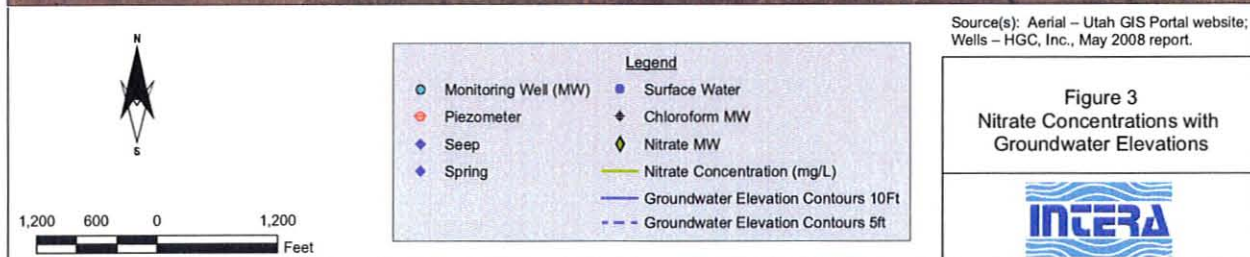 N
S
1,200 600 0 1,200
Feet
Legend
Monitoring Well (MW)
Piezometer
Seep
Spring
Surface Water
Chloroform MW
Nitrate MW
Nitrate Concentration (mg/L)
Groundwater Elevation Contours 10Ft
Groundwater Elevation Contours 5ft
Source(s): Aerial – Utah GIS Portal website;
Wells – HGC, Inc., May 2008 report.
Figure 3
Nitrate Concentrations with
Groundwater Elevations
INTERA